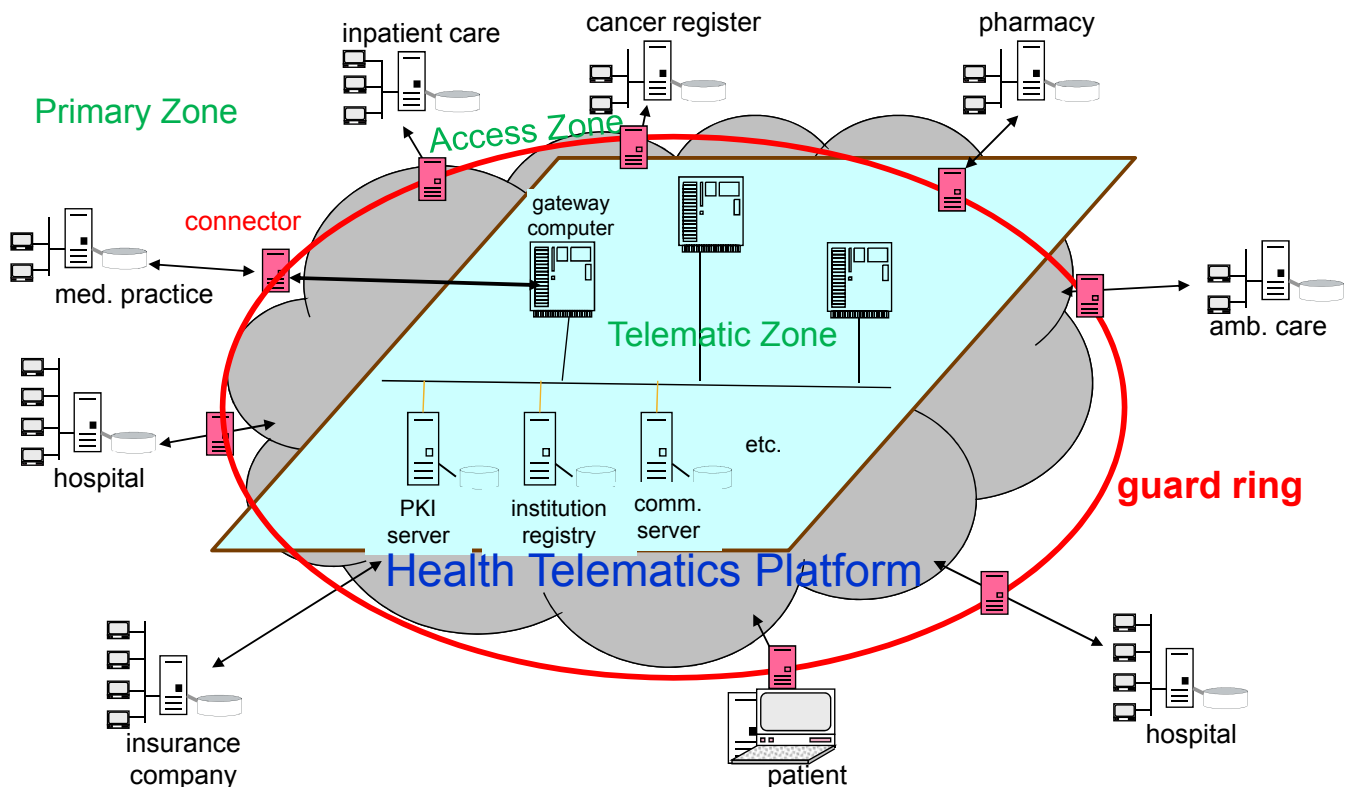 inpatient care
cancer register
pharmacy
Primary Zone
Access Zone
connector
gateway
computer
med. practice
Telematic Zone
amb. care
hospital
etc.
guard ring
PKI
server
institution
registry
comm.
server
Health Telematics Platform
insurance
company
patient
hospital